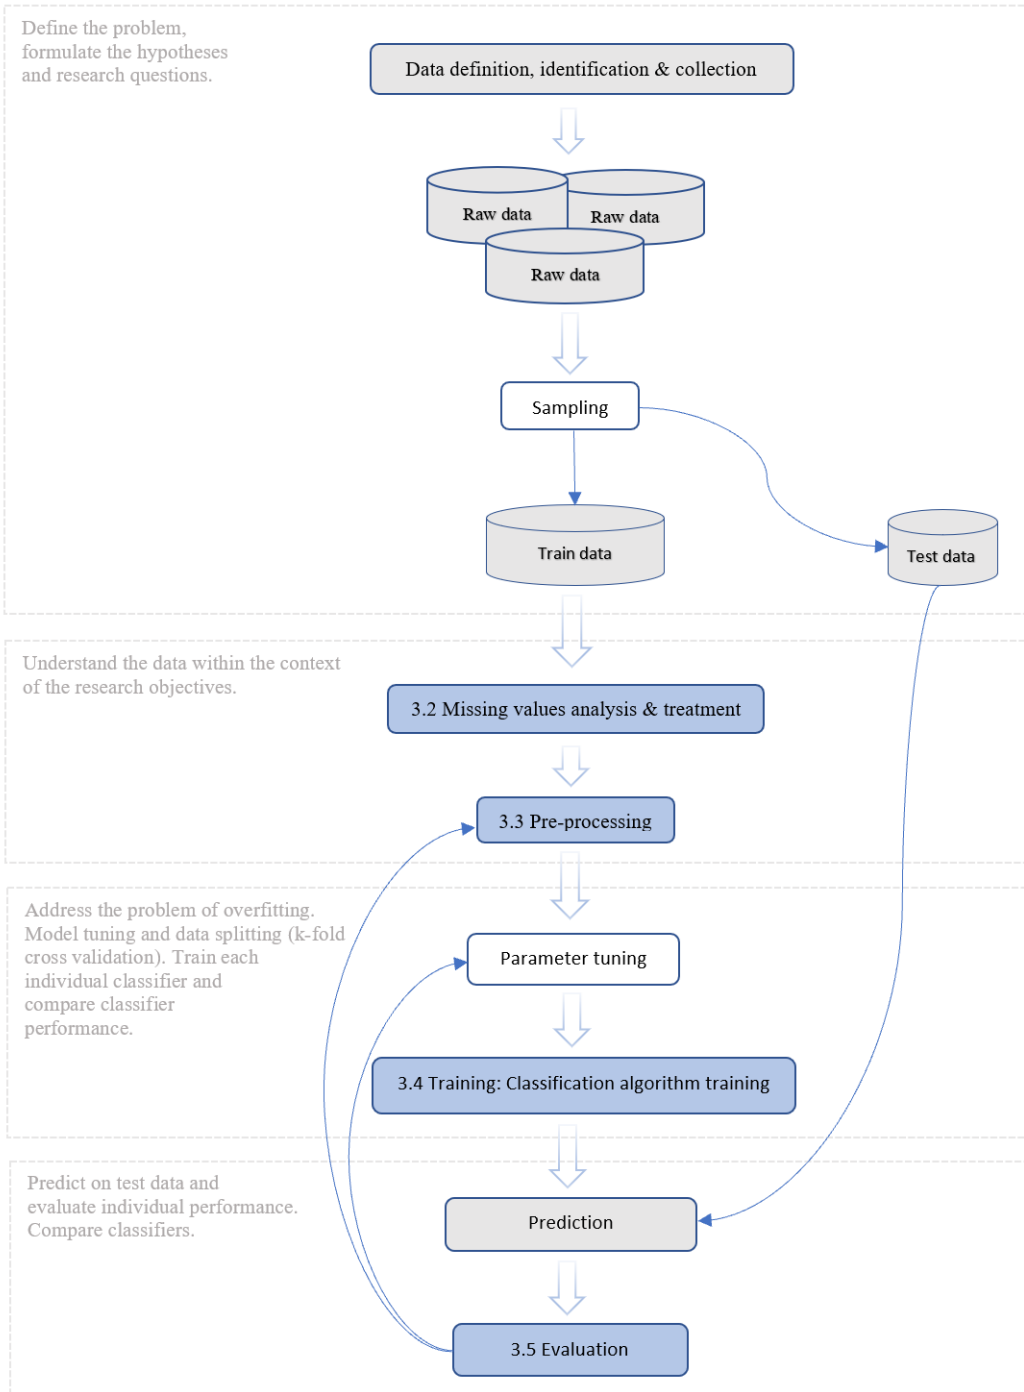 Define the problem,
formulate the hypotheses
and research questions.
Data definition, identification & collection
Raw data
Raw data
Raw data
Sampling
Train data
Test data
Understand the data within the context
of the research objectives.
3.2 Missing values analysis & treatment
3.3 Pre-processing
Address the problem of overfitting.
Model tuning and data splitting (k-fold
cross validation). Train each
individual classifier and
compare classifier
performance.
Parameter tuning
3.4 Training: Classification algorithm training
Predict on test data and
evaluate individual performance.
Compare classifiers.
Prediction
3.5 Evaluation